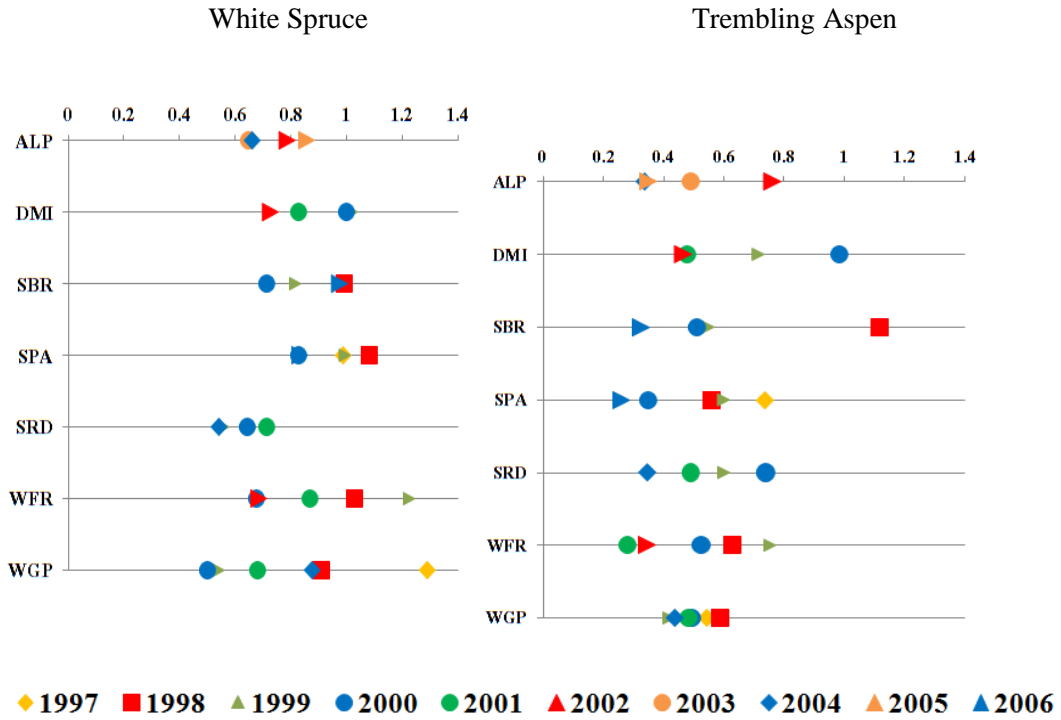 White Spruce
Trembling Aspen
0 0.2 0.4 0.6 0.8 1 1.2 1.4
ALP
DMI
SBR
SPA
SRD
WFR
WGP
0 0.2 0.4 0.6 0.8 1 1.2 1.4
ALP
DMI
SBR
SPA
SRD
WFR
WGP
1997 1998 1999 2000 2001 2002 2003 2004 2005 2006